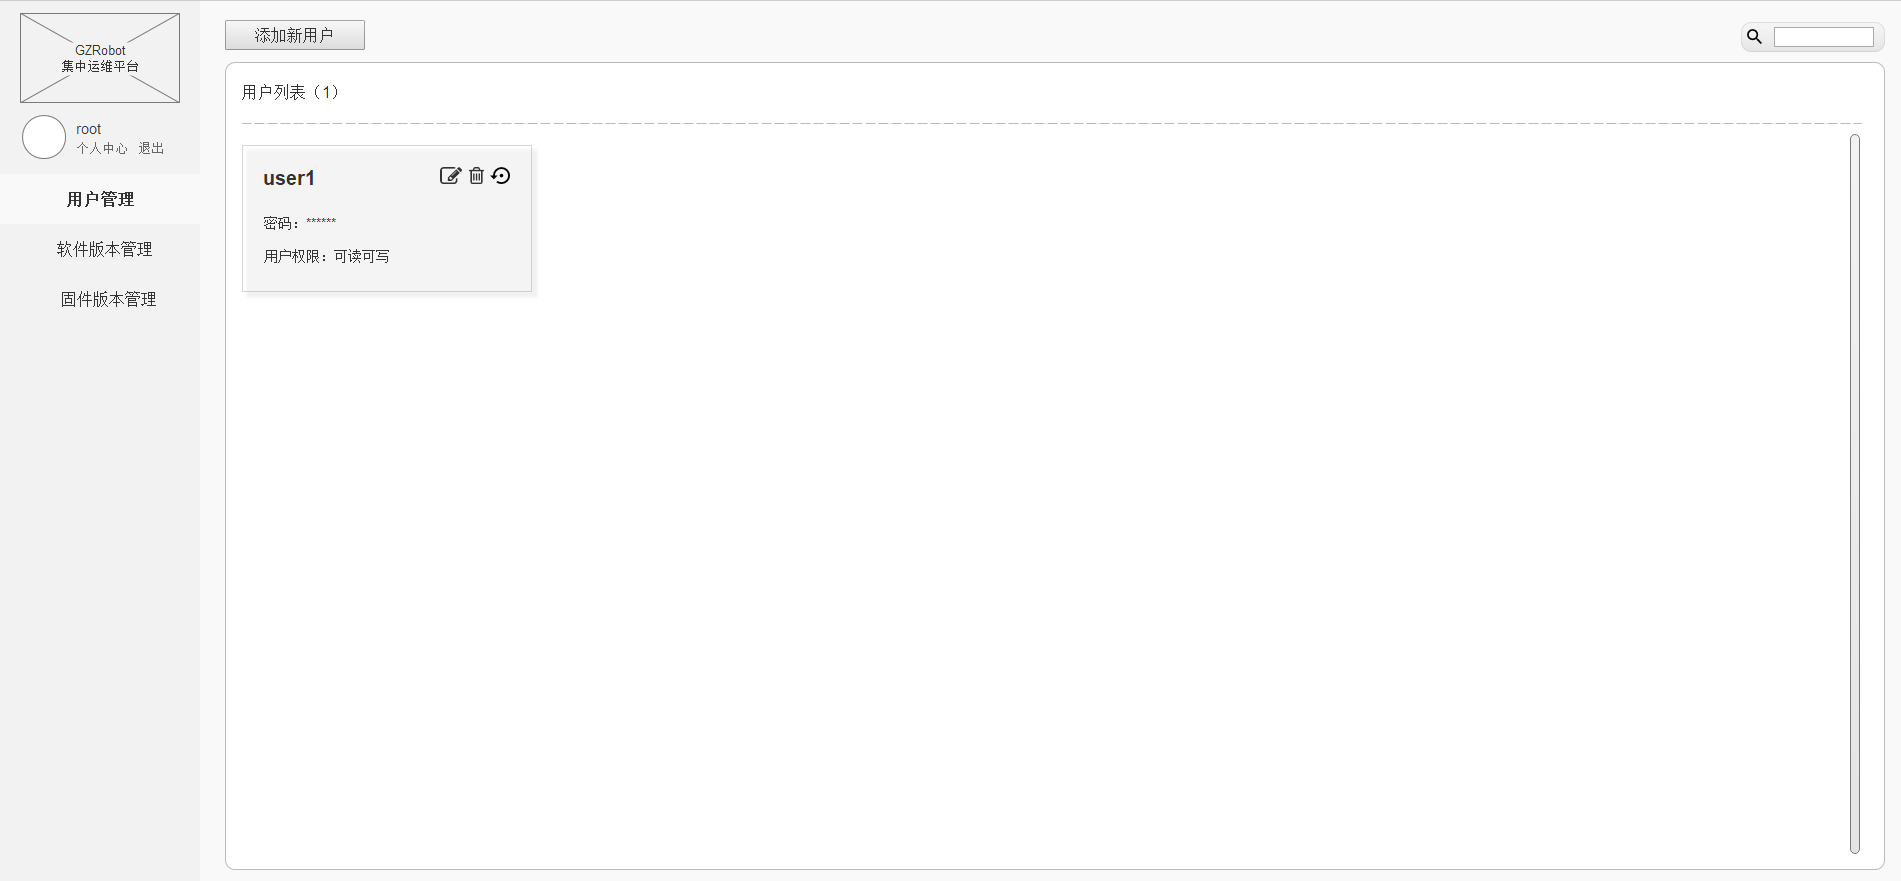 GZRobot
集中运维平台
root
个人中心 退出
用户管理
软件版本管理
固件版本管理
添加新用户
用户列表（1）
user1
密码：******
用户权限：可读可写